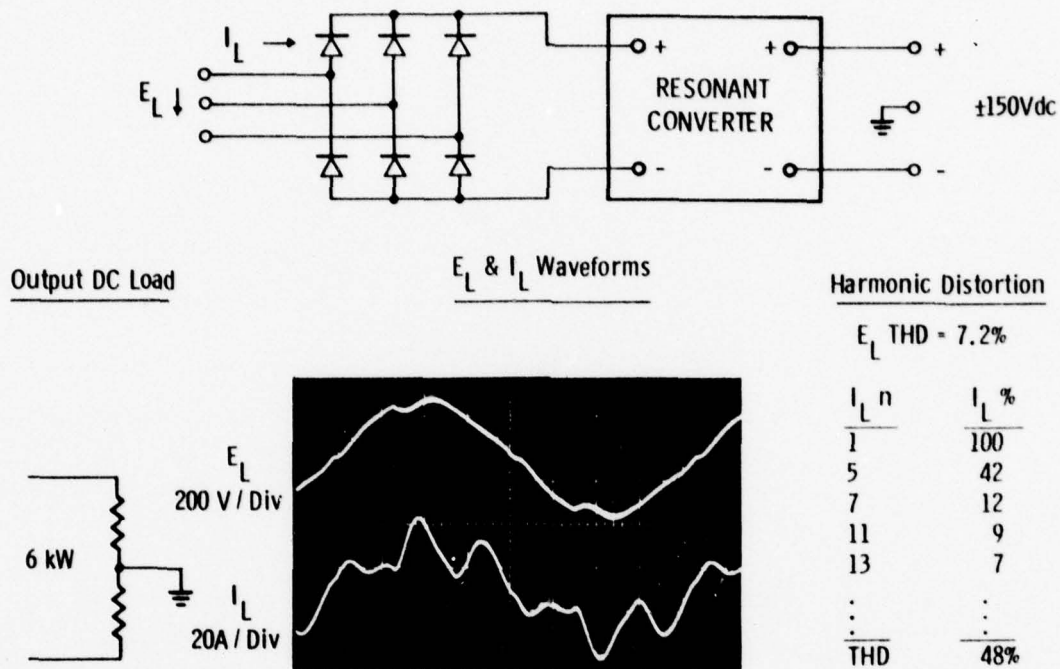 I_L →
E_L ↓
+
-
RESONANT
CONVERTER
+
-
+
-
±150Vdc
Output DC Load
6 kW
E_L & I_L Waveforms
E_L
200 V / Div
I_L
20A / Div
Harmonic Distortion
E_L THD = 7.2%
I_L n I_L %
1 100
5 42
7 12
11 9
13 7
: :
THD 48%